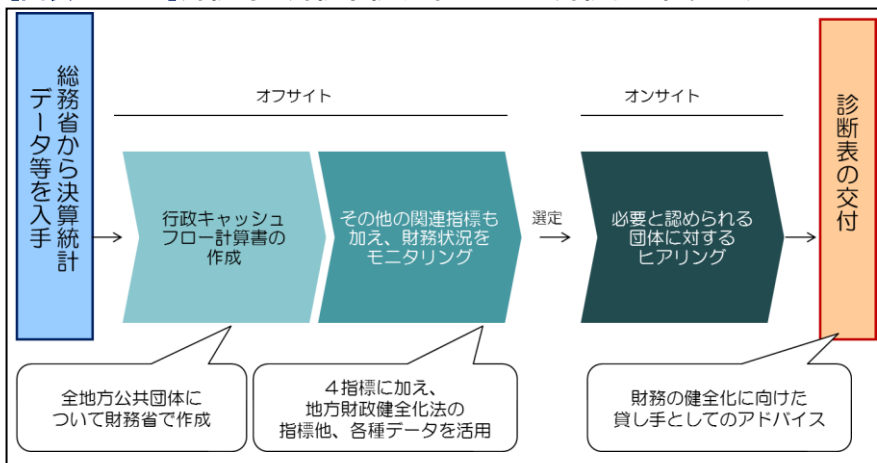 総務省から決算統計
データ等を入手
オフサイト
行政キャッシュ
フロー計算書の
作成
その他の関連指標も
加え、財務状況を
モニタリング
選定
オンサイト
必要と認められる
団体に対する
ヒアリング
診断表の交付
全地方公共団体に
ついて財務省で作成
４指標に加え、
地方財政健全化法の
指標他、各種データを活用
財務の健全化に向けた
貸し手としてのアドバイス